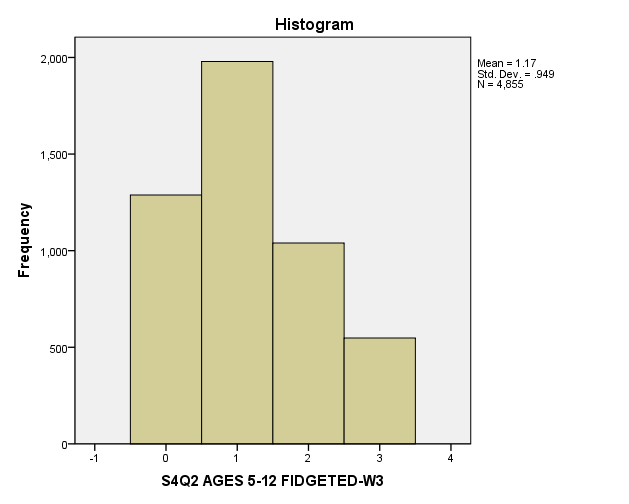 Histogram
2,000
1,500
1,000
500
0
Frequency
-1 0 1 2 3 4
S4Q2 AGES 5-12 FIDGETED-W3
Mean = 1.17
Std. Dev. = .949
N = 4,855